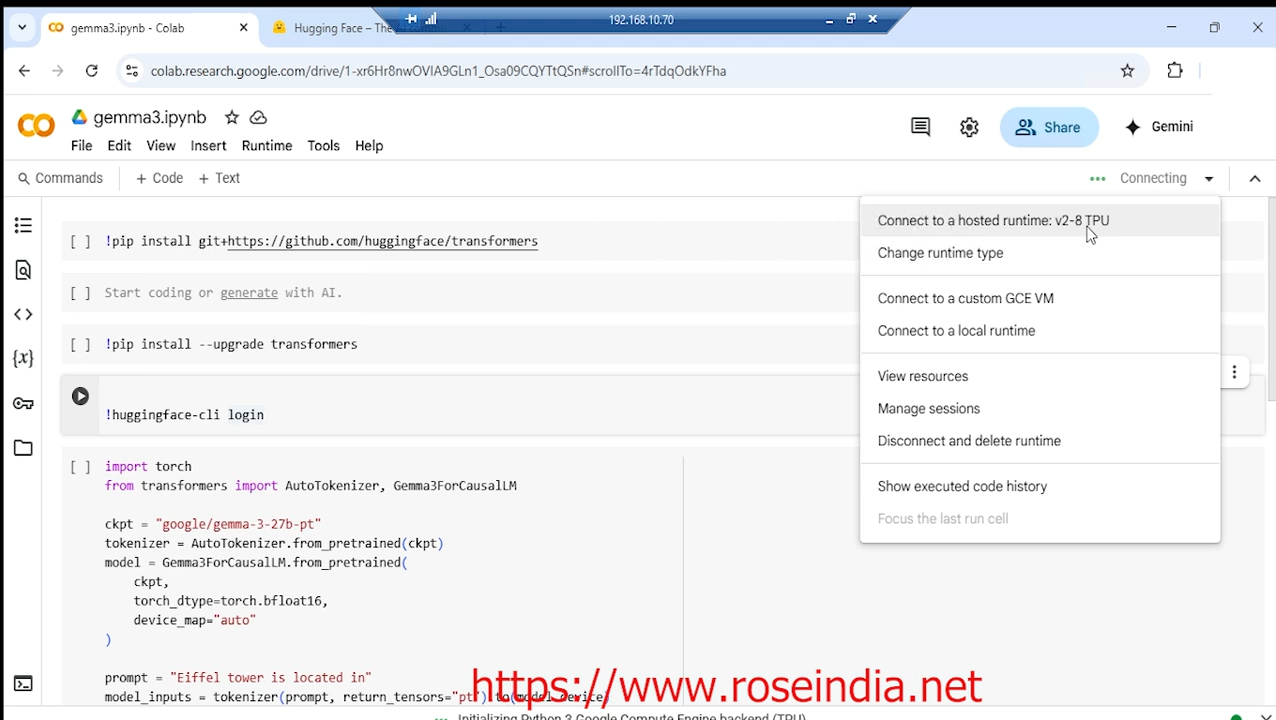 192.168.10.70
gemma3.ipynb - Colab
Hugging Face – The
colab.research.google.com/drive/1-xr6Hr8nwOVIA9GLn1_Osa09CQYTtQSn#scrollTo=4rTdqOdkYFha
gemma3.ipynb
Share
Gemini
File Edit View Insert Runtime Tools Help
Commands + Code + Text
Connecting
[ ] !pip install git+https://github.com/huggingface/transformers
[ ] Start coding or generate with AI.
[ ] !pip install --upgrade transformers
!huggingface-cli login
[ ] import torch
from transformers import AutoTokenizer, Gemma3ForCausalLM
ckpt = "google/gemma-3-27b-pt"
tokenizer = AutoTokenizer.from_pretrained(ckpt)
model = Gemma3ForCausalLM.from_pretrained(
ckpt,
torch_dtype=torch.bfloat16,
device_map="auto"
)
prompt = "Eiffel tower is located in"
model_inputs = tokenizer(prompt, return_tensors="pt").to(model.device)
Connect to a hosted runtime: v2-8 TPU
Change runtime type
Connect to a custom GCE VM
Connect to a local runtime
View resources
Manage sessions
Disconnect and delete runtime
Show executed code history
Focus the last run cell
https://www.roseindia.net
Initializing Python 3 Google Compute Engine backend (TPU)